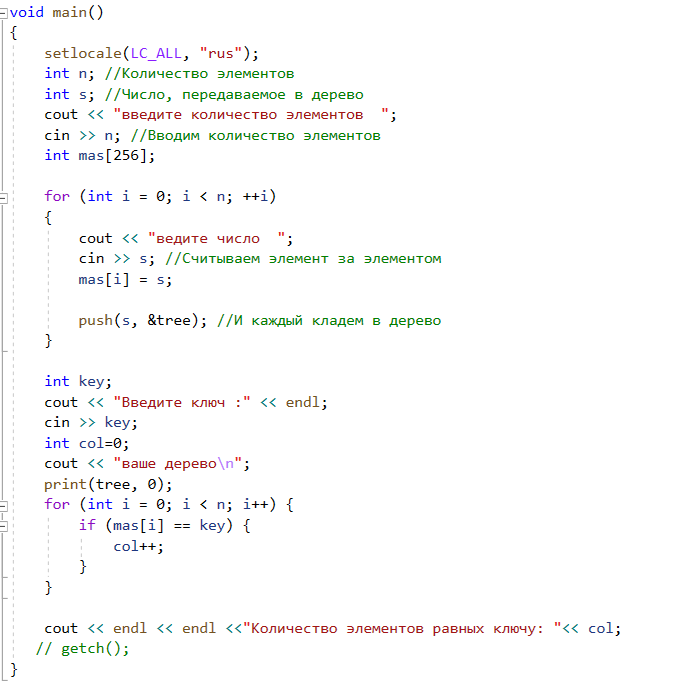 void main()
{
setlocale(LC_ALL, "rus");
int n; //Количество элементов
int s; //Число, передаваемое в дерево
cout << "введите количество элементов  ";
cin >> n; //Вводим количество элементов
int mas[256];
for (int i = 0; i < n; ++i)
{
cout << "ведите число  ";
cin >> s; //Считываем элемент за элементом
mas[i] = s;
push(s, &tree); //И каждый кладем в дерево
}
int key;
cout << "Введите ключ :" << endl;
cin >> key;
int col=0;
cout << "ваше дерево\n";
print(tree, 0);
for (int i = 0; i < n; i++) {
if (mas[i] == key) {
col++;
}
}
cout << endl << endl <<"Количество элементов равных ключу: "<< col;
// getch();
}